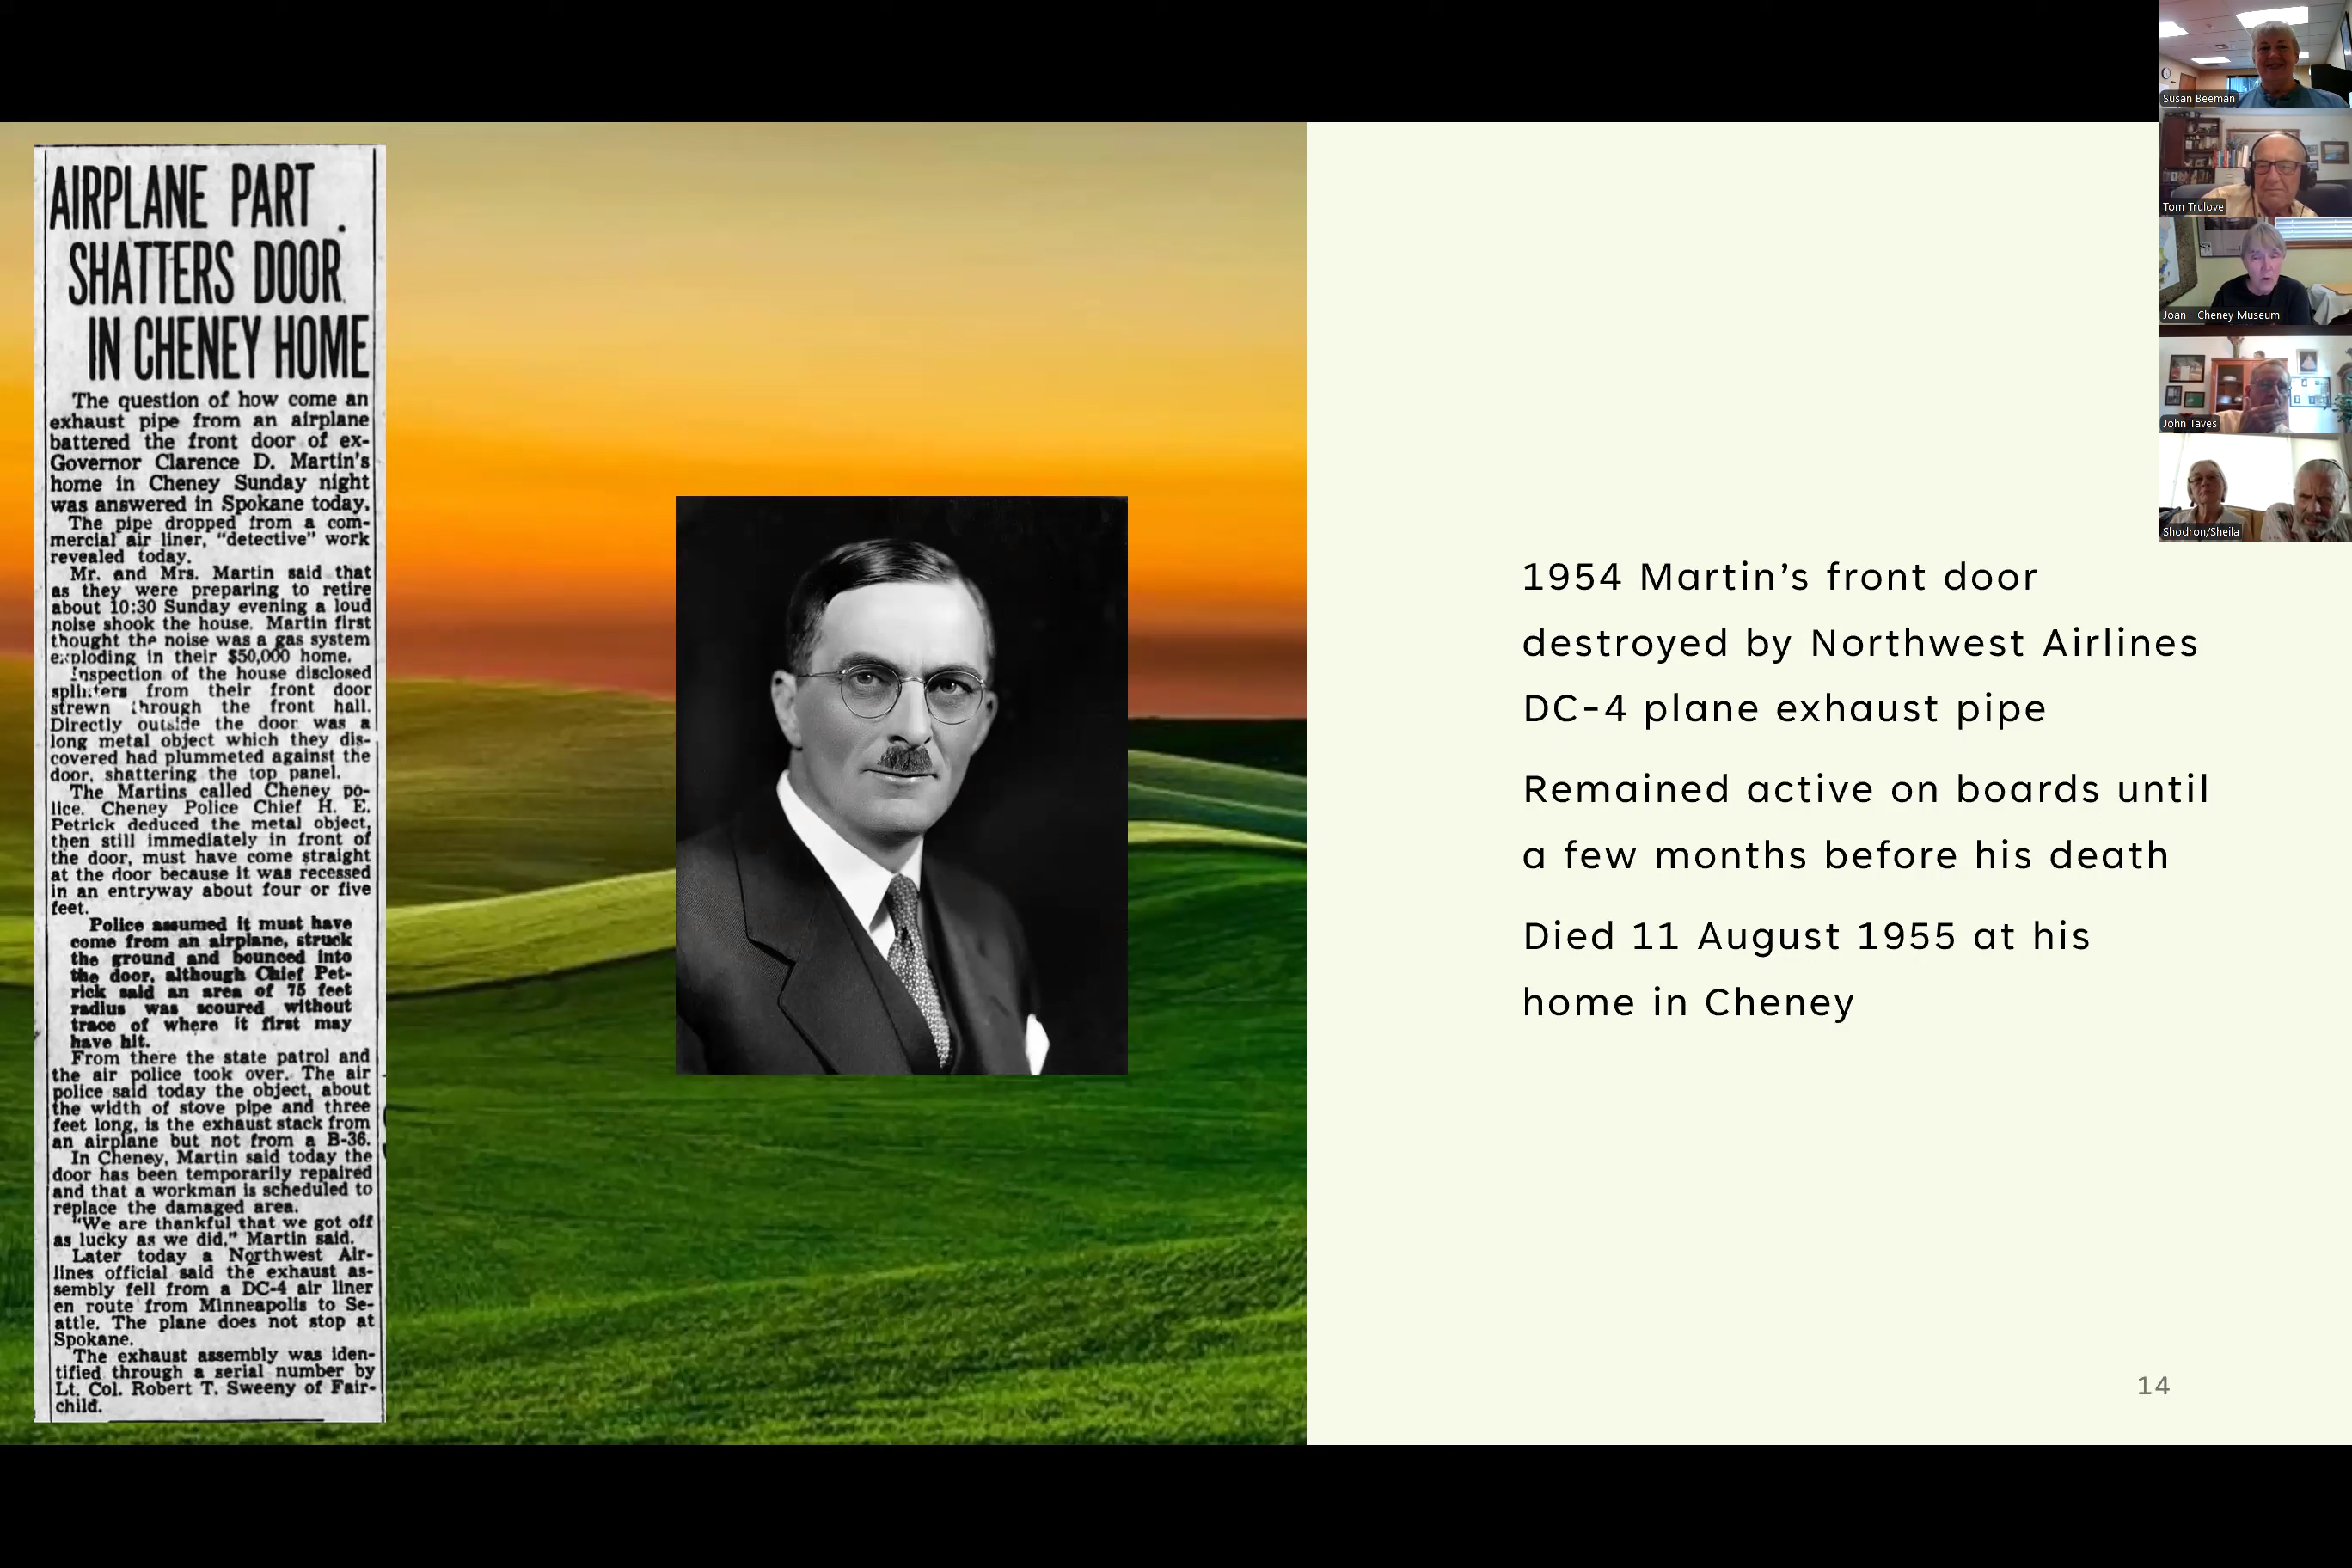 AIRPLANE PART
SHATTERS DOOR
IN CHENEY HOME
The question of how come an
exhaust pipe from an airplane
battered the front door of ex-
Governor Clarence D. Martin's
home in Cheney Sunday night
was answered in Spokane today.
The pipe dropped from a com-
mercial air liner, "detective" work
revealed today.
Mr. and Mrs. Martin said that
as they were preparing to retire
about 10:30 Sunday evening a loud
noise shook the house. Martin first
thought the noise was a gas system
exploding in their $50,000 home.
Inspection of the house disclosed
splinters from their front door
strewn through the front hall.
Directly outside the door was a
long metal object which they dis-
covered had plummeted against the
door, shattering the top panel.
The Martins called Cheney po-
lice. Cheney Police Chief H. E.
Petrick deduced the metal object,
then still immediately in front of
the door, must have come straight
at the door because it was recessed
in an entryway about four or five
feet.
Police assumed it must have
come from an airplane, struck
the ground and bounced into
the door, although Chief Pet-
rick said an area of 75 feet
radius was scoured without
trace of where it first may
have hit.
From there the state patrol and
the air police took over. The air
police said today the object, about
the width of stove pipe and three
feet long, is the exhaust stack from
an airplane but not from a B-36.
In Cheney, Martin said today the
door has been temporarily repaired
and that a workman is scheduled to
replace the damaged area.
"We are thankful that we got off
as lucky as we did," Martin said.
Later today a Northwest Air-
lines official said the exhaust as-
sembly fell from a DC-4 air liner
en route from Minneapolis to Se-
attle. The plane does not stop at
Spokane.
The exhaust assembly was iden-
tified through a serial number by
Lt. Col. Robert T. Sweeny of Fair-
child.
1954 Martin's front door
destroyed by Northwest Airlines
DC-4 plane exhaust pipe
Remained active on boards until
a few months before his death
Died 11 August 1955 at his
home in Cheney
14
Susan Beeman
Tom Trulove
Joan - Cheney Museum
John Taves
Shodron/Sheila